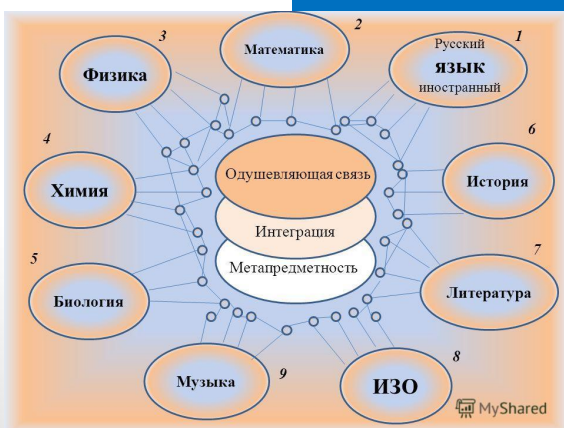 3
Физика
2
Математика
1
Русский
язык
иностранный
4
Химия
Одушевляющая связь
6
История
Интеграция
5
Биология
Метапредметность
7
Литература
Музыка
9
8
ИЗО
MyShared